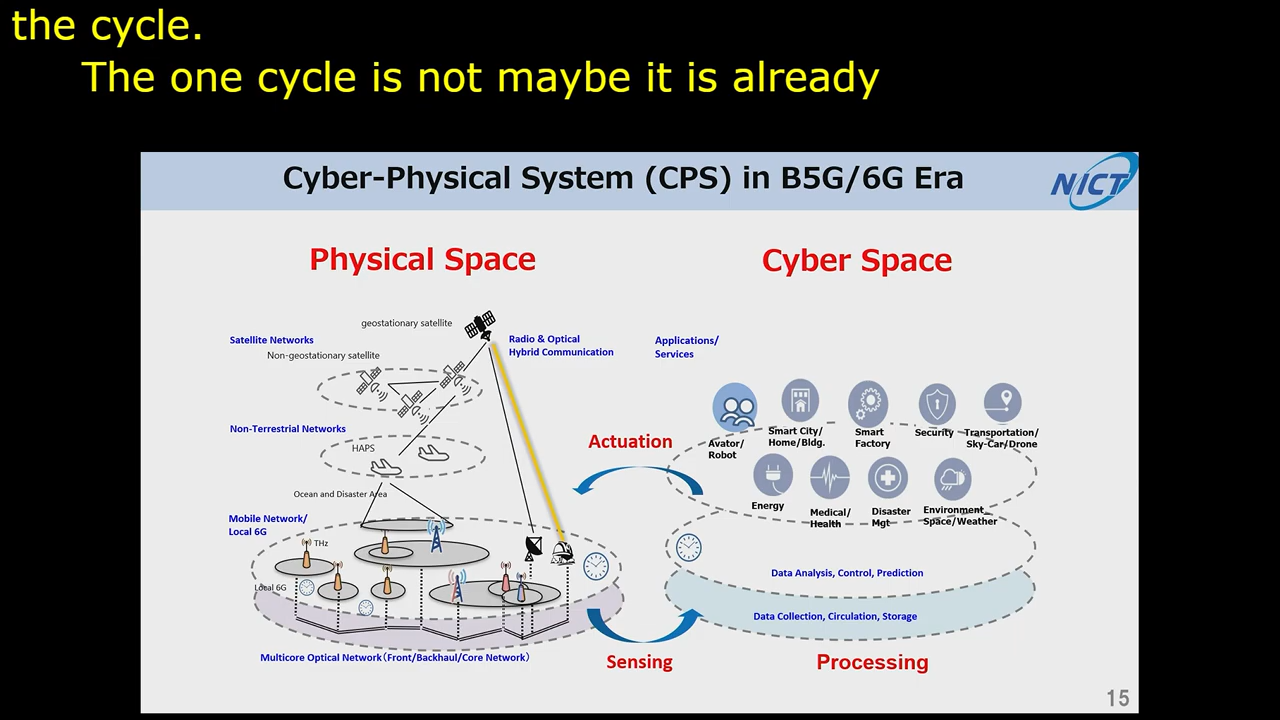 the cycle.
The one cycle is not maybe it is already
Cyber-Physical System (CPS) in B5G/6G Era
NICT
Physical Space
Cyber Space
geostationary satellite
Satellite Networks
Non-geostationary satellite
Radio & Optical
Hybrid Communication
Applications/
Services
Non-Terrestrial Networks
HAPS
Ocean and Disaster Area
Mobile Network/
Local 6G
THz
Local 6G
Actuation
Avator/
Robot
Smart City/
Home/Bldg.
Smart
Factory
Security
Transportation/
Sky-Car/Drone
Energy
Medical/
Health
Disaster
Mgt
Environment
Space/Weather
Data Analysis, Control, Prediction
Data Collection, Circulation, Storage
Multicore Optical Network(Front/Backhaul/Core Network)
Sensing
Processing
15